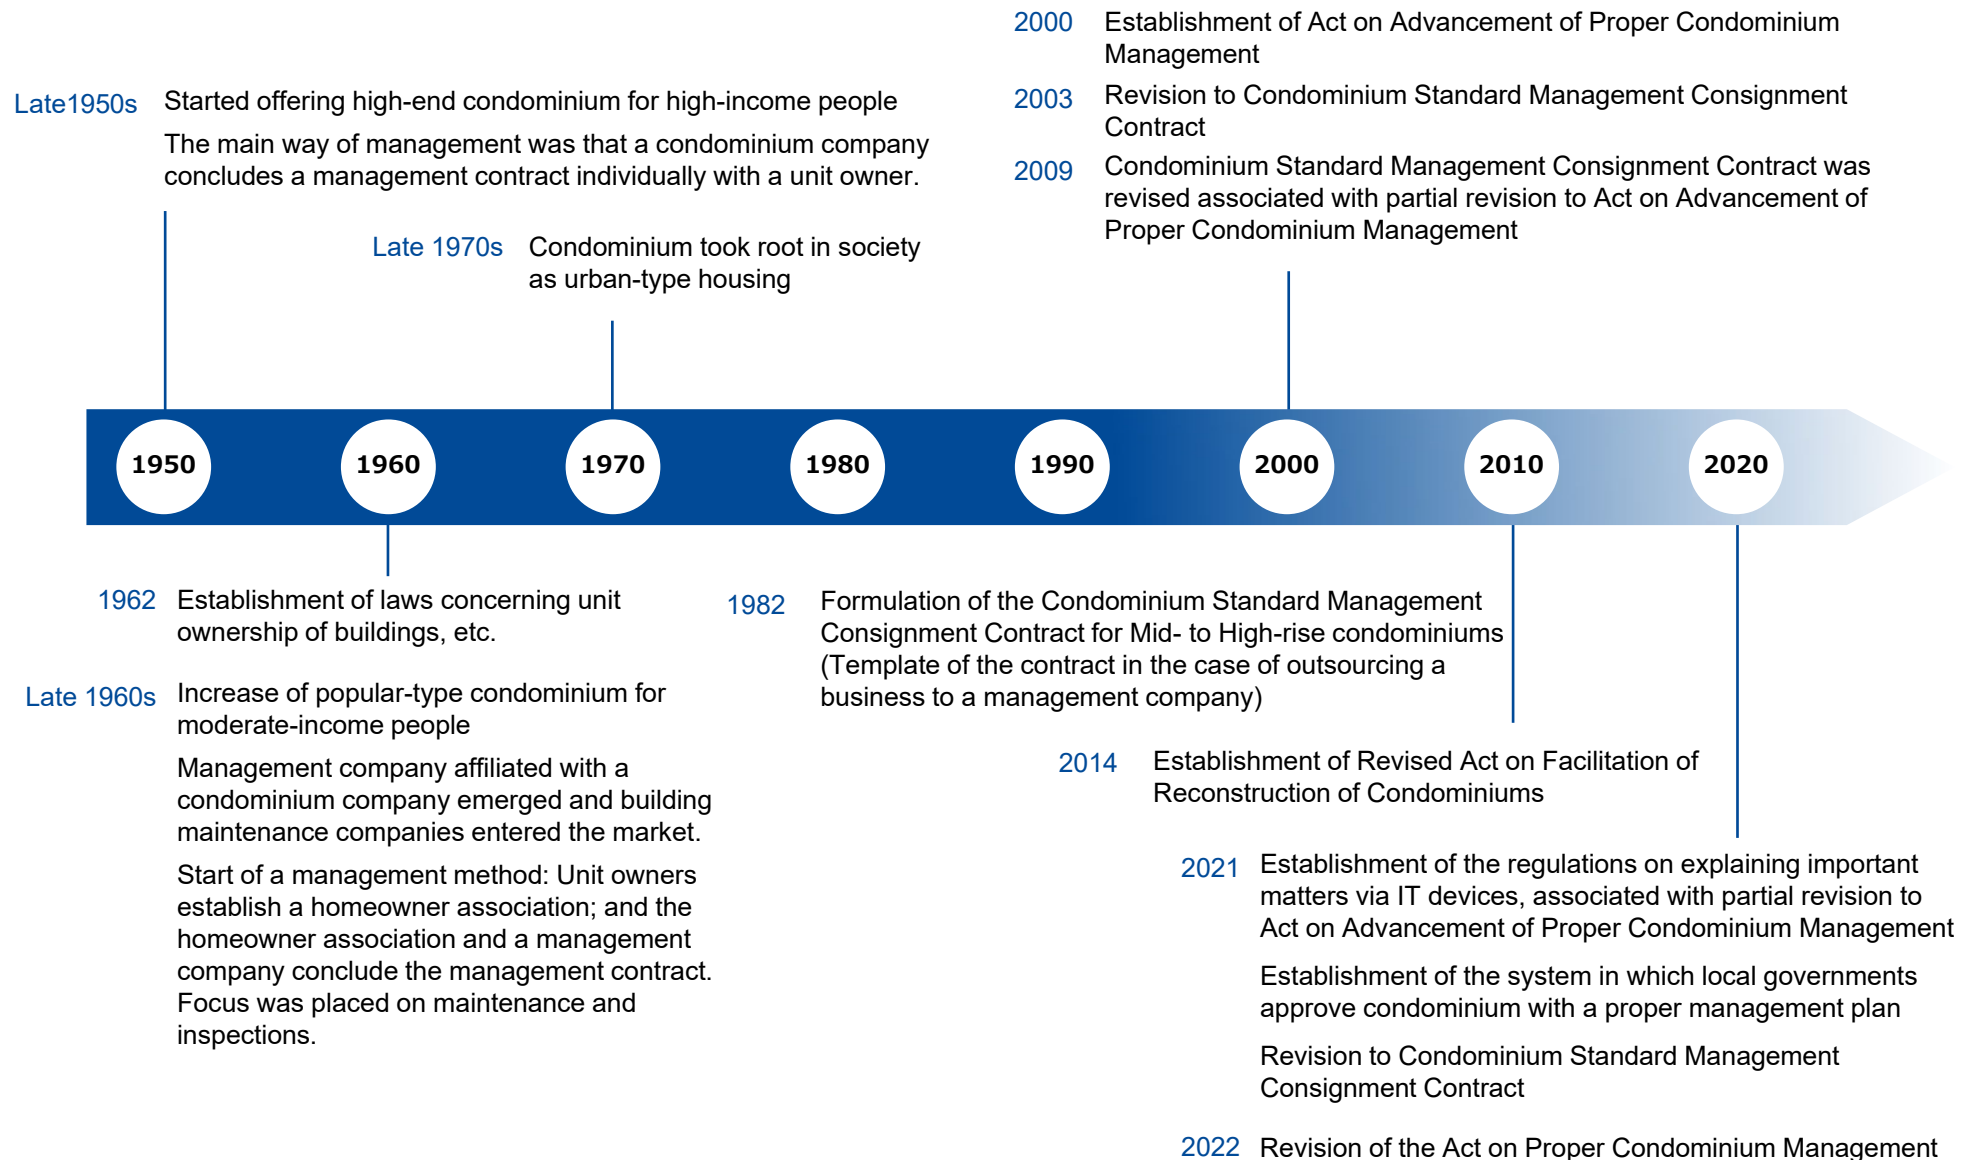 2000 Establishment of Act on Advancement of Proper Condominium
Management
2003 Revision to Condominium Standard Management Consignment
Contract
2009 Condominium Standard Management Consignment Contract was
revised associated with partial revision to Act on Advancement of
Proper Condominium Management
Late1950s Started offering high-end condominium for high-income people
The main way of management was that a condominium company
concludes a management contract individually with a unit owner.
Late 1970s Condominium took root in society
as urban-type housing
1950 1960 1970 1980 1990 2000 2010 2020
1962 Establishment of laws concerning unit
ownership of buildings, etc.
Late 1960s Increase of popular-type condominium for
moderate-income people
Management company affiliated with a
condominium company emerged and building
maintenance companies entered the market.
Start of a management method: Unit owners
establish a homeowner association; and the
homeowner association and a management
company conclude the management contract.
Focus was placed on maintenance and
inspections.
1982 Formulation of the Condominium Standard Management
Consignment Contract for Mid- to High-rise condominiums
(Template of the contract in the case of outsourcing a
business to a management company)
2014 Establishment of Revised Act on Facilitation of
Reconstruction of Condominiums
2021 Establishment of the regulations on explaining important
matters via IT devices, associated with partial revision to
Act on Advancement of Proper Condominium Management
Establishment of the system in which local governments
approve condominium with a proper management plan
Revision to Condominium Standard Management
Consignment Contract
2022 Revision of the Act on Proper Condominium Management